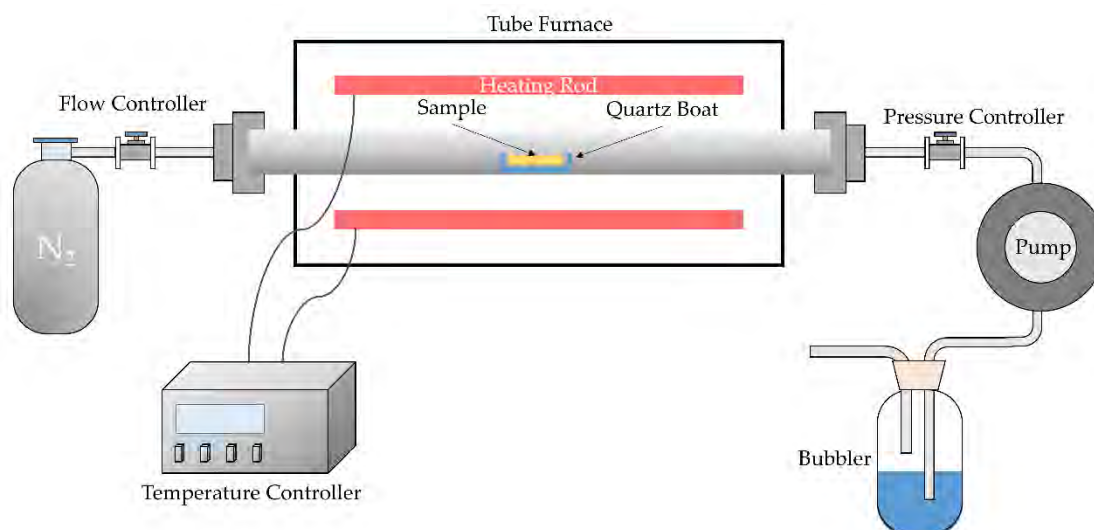 Tube Furnace
Heating Rod
Flow Controller
Sample
Quartz Boat
Pressure Controller
N₂
Pump
Bubbler
Temperature Controller